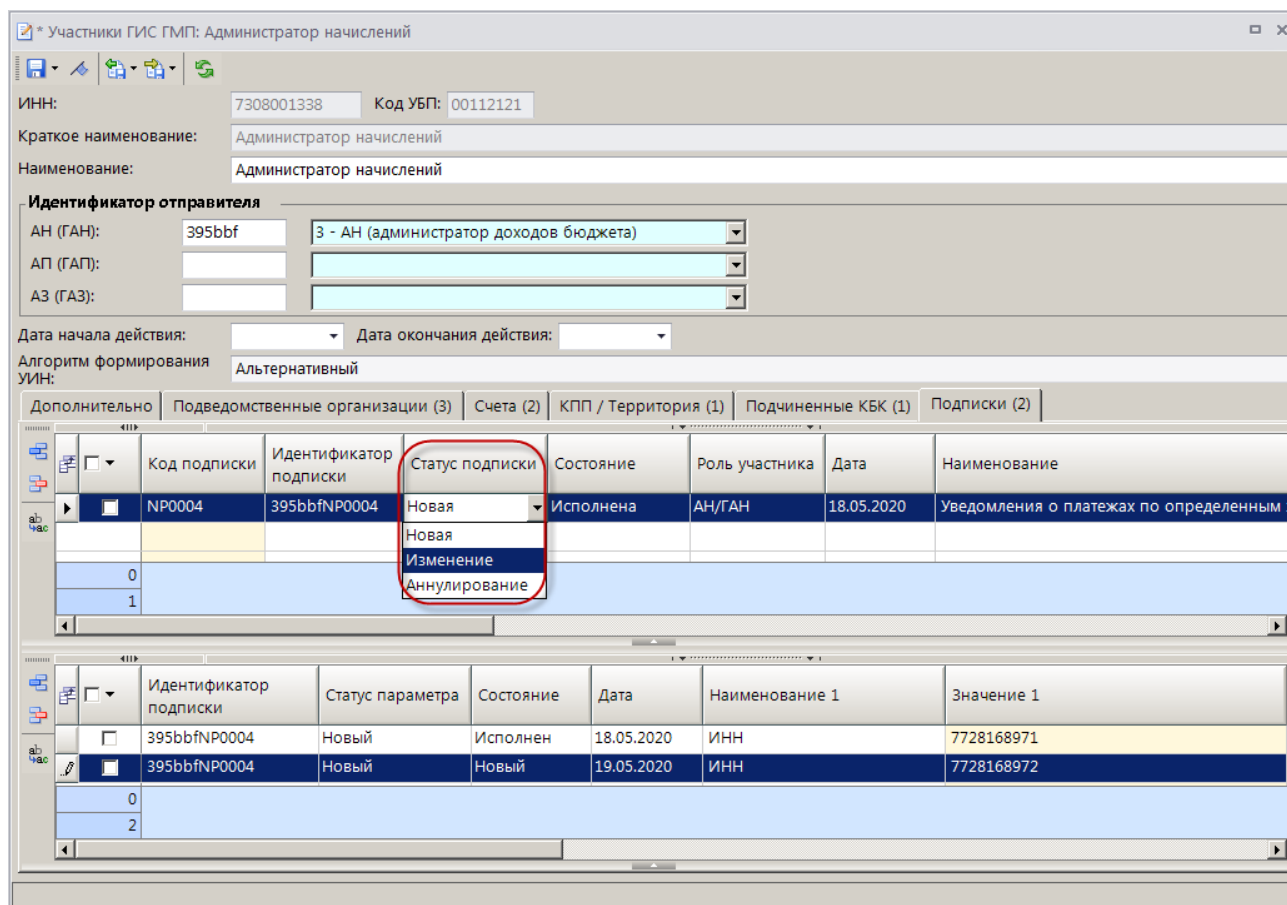 * Участники ГИС ГМП: Администратор начислений
ИНН: 7308001338 Код УБП: 00112121
Краткое наименование: Администратор начислений
Наименование: Администратор начислений
Идентификатор отправителя
АН (ГАН): 395bbf 3 - АН (администратор доходов бюджета)
АП (ГАП):
АЗ (ГАЗ):
Дата начала действия: Дата окончания действия:
Алгоритм формирования
УИН:
Альтернативный
Дополнительно Подведомственные организации (3) Счета (2) КПП / Территория (1) Подчиненные КБК (1) Подписки (2)
Код подписки Идентификатор подписки Статус подписки Состояние Роль участника Дата Наименование
NP0004 395bbfNP0004 Новая Исполнена АН/ГАН 18.05.2020 Уведомления о платежах по определенным
Новая
Изменение
Аннулирование
0
1
Идентификатор подписки Статус параметра Состояние Дата Наименование 1 Значение 1
395bbfNP0004 Новый Исполнен 18.05.2020 ИНН 7728168971
395bbfNP0004 Новый Новый 19.05.2020 ИНН 7728168972
0
2